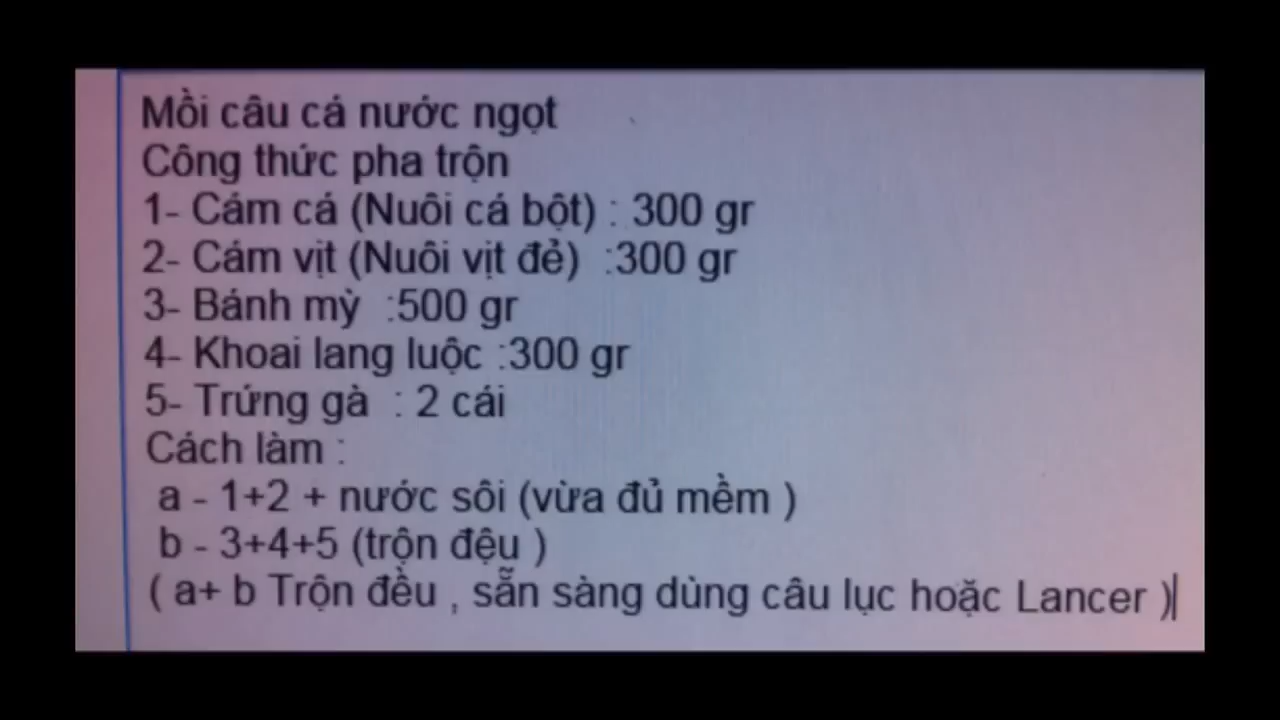 Mồi câu cá nước ngọt
Công thức pha trộn
1- Cám cá (Nuôi cá bột) : 300 gr
2- Cám vịt (Nuôi vịt đẻ) :300 gr
3- Bánh mỳ :500 gr
4- Khoai lang luộc :300 gr
5- Trứng gà : 2 cái
Cách làm :
a - 1+2 + nước sôi (vừa đủ mềm )
b - 3+4+5 (trộn đệu )
( a+ b Trộn đều , sẵn sàng dùng câu lục hoặc Lancer )